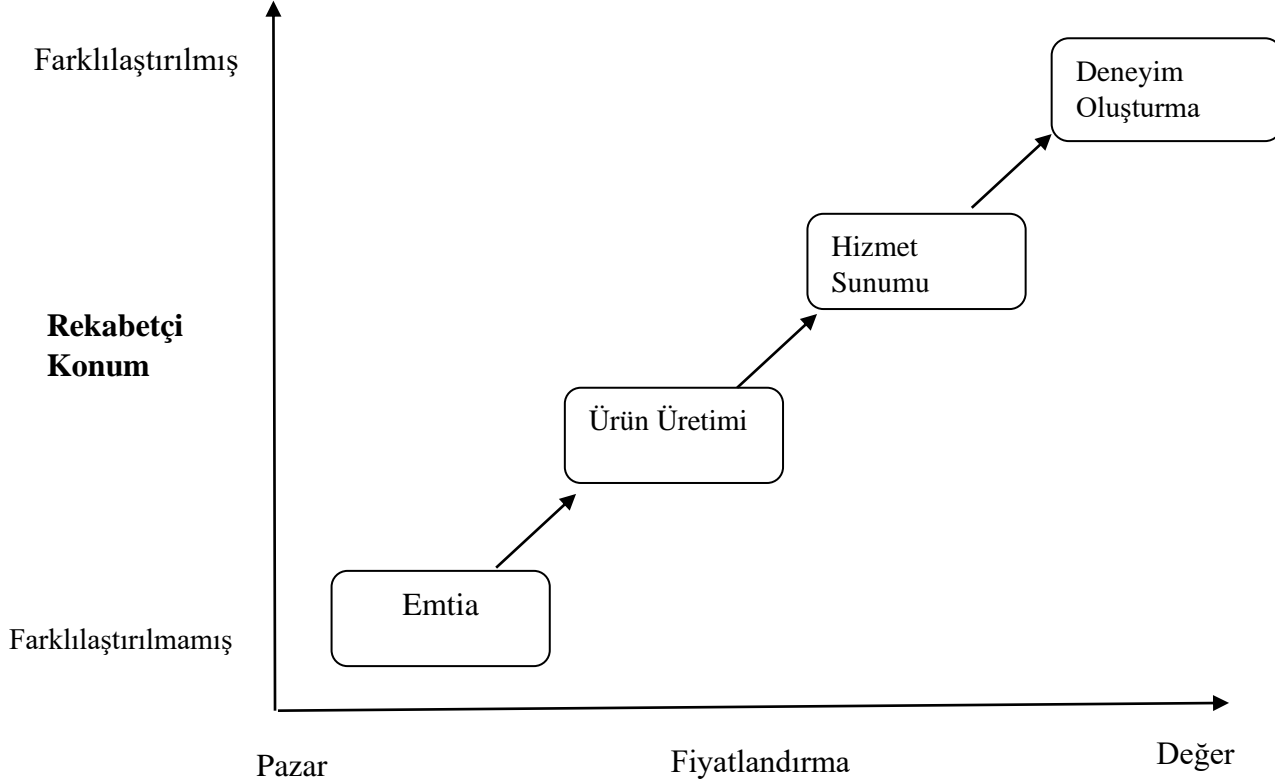 Farklılaştırılmış
Deneyim
Oluşturma
Hizmet
Sunumu
Rekabetçi
Konum
Ürün Üretimi
Emtia
Farklılaştırılmamış
Pazar
Fiyatlandırma
Değer